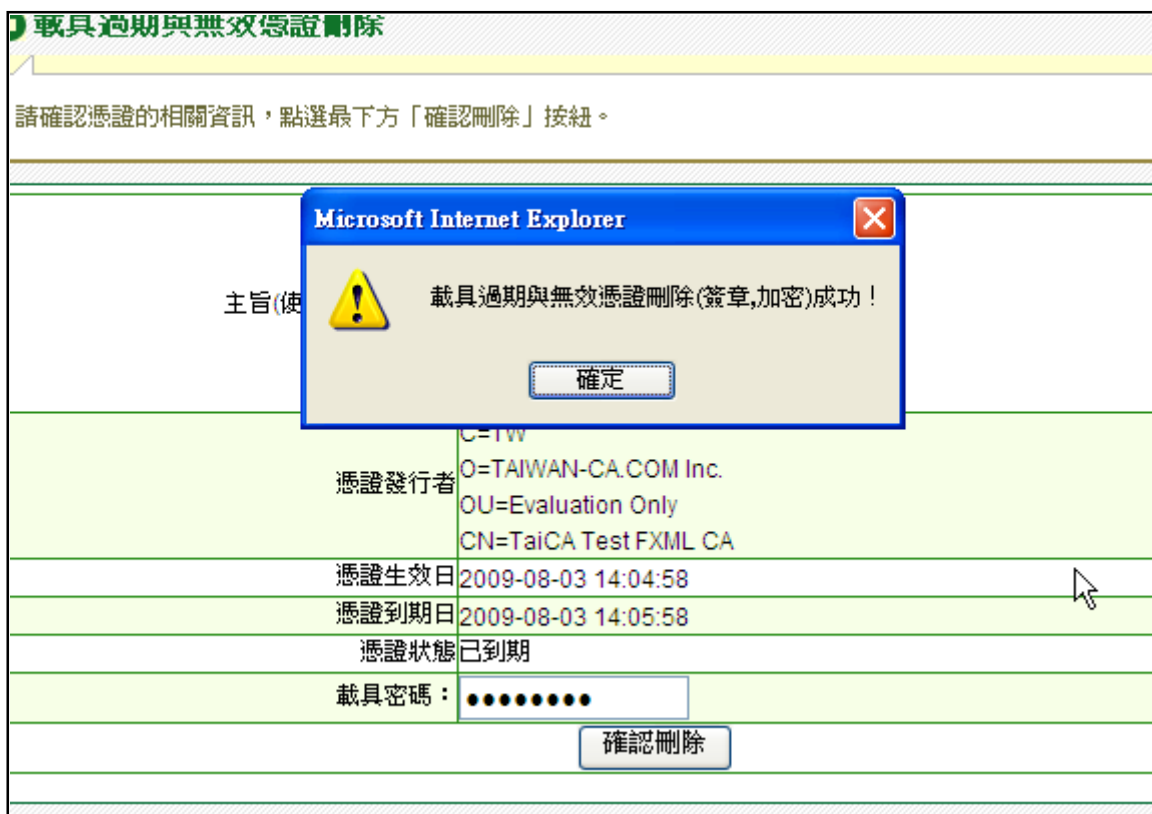 載具過期與無效憑證刪除
請確認憑證的相關資訊,點選最下方「確認刪除」按紐。
Microsoft Internet Explorer
載具過期與無效憑證刪除(簽章,加密)成功!
確定
主旨(使
C=TW
憑證發行者
O=TAIWAN-CA.COM Inc.
OU=Evaluation Only
CN=TaiCA Test FXML CA
憑證生效日 2009-08-03 14:04:58
憑證到期日 2009-08-03 14:05:58
憑證狀態 已到期
載具密碼: ●●●●●●●●
確認刪除